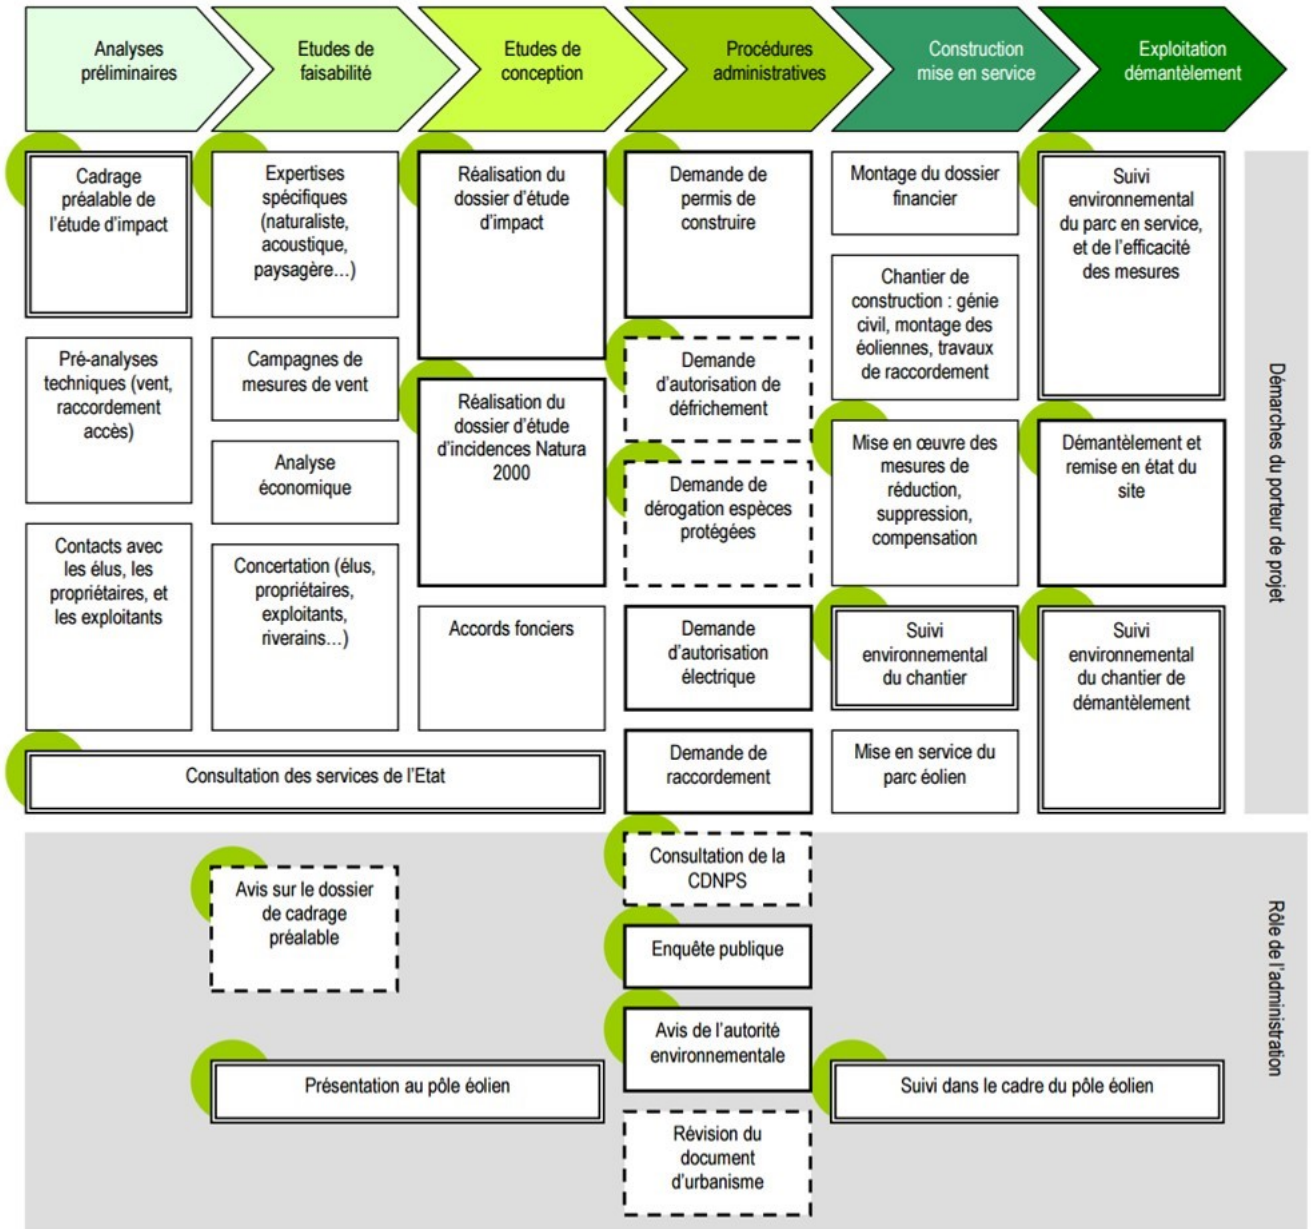 Analyses
préliminaires
Etudes de
faisabilité
Etudes de
conception
Procédures
administratives
Construction
mise en service
Exploitation
démantèlement
Cadrage
préalable de
l'étude d'impact
Pré-analyses
techniques (vent,
raccordement
accès)
Contacts avec
les élus, les
propriétaires, et
les exploitants
Expertises
spécifiques
(naturaliste,
acoustique,
paysagère…)
Campagnes de
mesures de vent
Analyse
économique
Concertation (élus,
propriétaires,
exploitants,
riverains…)
Réalisation du
dossier d'étude
d'impact
Réalisation du
dossier d'étude
d'incidences Natura
2000
Accords fonciers
Consultation des services de l'Etat
Demande de
permis de
construire
Demande
d'autorisation de
défrichement
Demande de
dérogation espèces
protégées
Demande
d'autorisation
électrique
Demande de
raccordement
Montage du dossier
financier
Chantier de
construction : génie
civil, montage des
éoliennes, travaux
de raccordement
Mise en œuvre des
mesures de
réduction,
suppression,
compensation
Suivi
environnemental
du chantier
Mise en service du
parc éolien
Suivi
environnemental
du parc en service,
et de l'efficacité
des mesures
Démantèlement et
remise en état du
site
Suivi
environnemental
du chantier de
démantèlement
Démarches du porteur de projet
Avis sur le dossier
de cadrage
préalable
Présentation au pôle éolien
Consultation de la
CDNPS
Enquête publique
Avis de l'autorité
environnementale
Révision du
document
d'urbanisme
Suivi dans le cadre du pôle éolien
Rôle de l'administration